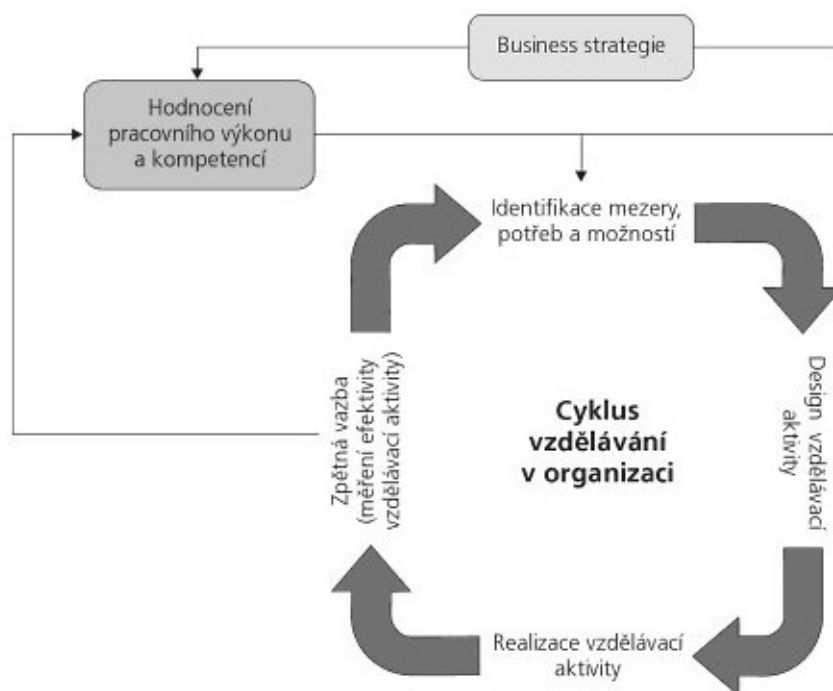 Business strategie
Hodnocení
pracovního výkonu
a kompetencí
Identifikace mezery,
potřeb a možností
Design vzdělávací
aktivity
Cyklus
vzdělávání
v organizaci
Zpětná vazba
(měření efektivity
vzdělávací aktivity)
Realizace vzdělávací
aktivity